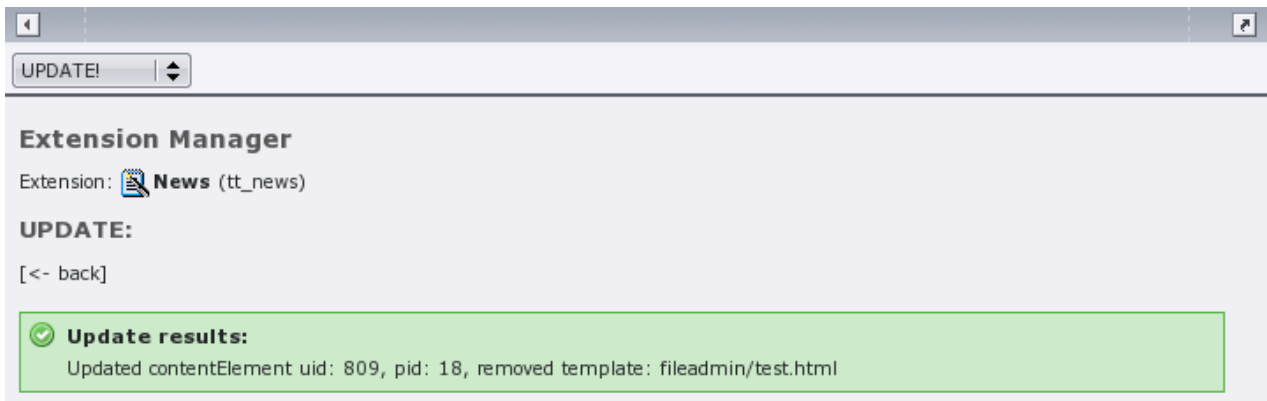 UPDATE!
Extension Manager
Extension: News (tt_news)
UPDATE:
[<- back]
Update results:
Updated contentElement uid: 809, pid: 18, removed template: fileadmin/test.html